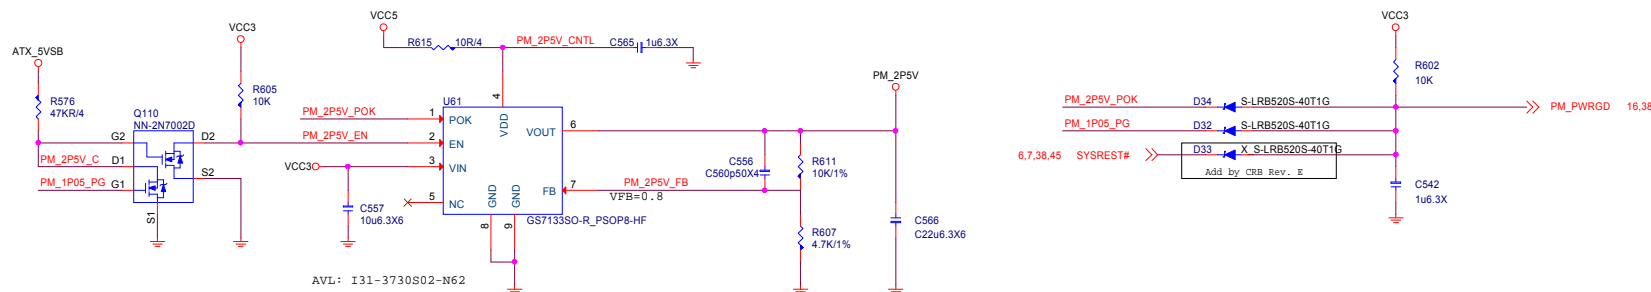 VCC5
VCC3
VCC3
ATX_5VSB
R615
10R/4
PM_2P5V_CNTL
C565
1u6.3X
R576
47KR/4
R605
10K
Q110
NN-2N7002D
G2
D2
PM_2P5V_C
D1
PM_1P05_PG
G1
S2
S1
PM_2P5V_POK
PM_2P5V_EN
VCC3
C557
10u6.3X6
U61
4
1
POK
2
EN
3
VIN
5
NC
VDD
VOUT
6
FB
7
GND
GND
8
9
GS7133SO-R_PSOP8-HF
PM_2P5V_FB
VFB=0.8
C556
C560p50X4
R611
10K/1%
R607
4.7K/1%
PM_2P5V
C566
C22u6.3X6
AVL: I31-3730S02-N62
R602
10K
PM_2P5V_POK
D34
S-LRB520S-40T1G
PM_PWRGD
16,38
PM_1P05_PG
D32
S-LRB520S-40T1G
6,7,38,45
SYSREST#
D33
X_S-LRB520S-40T1G
Add by CRB Rev. E
C542
1u6.3X